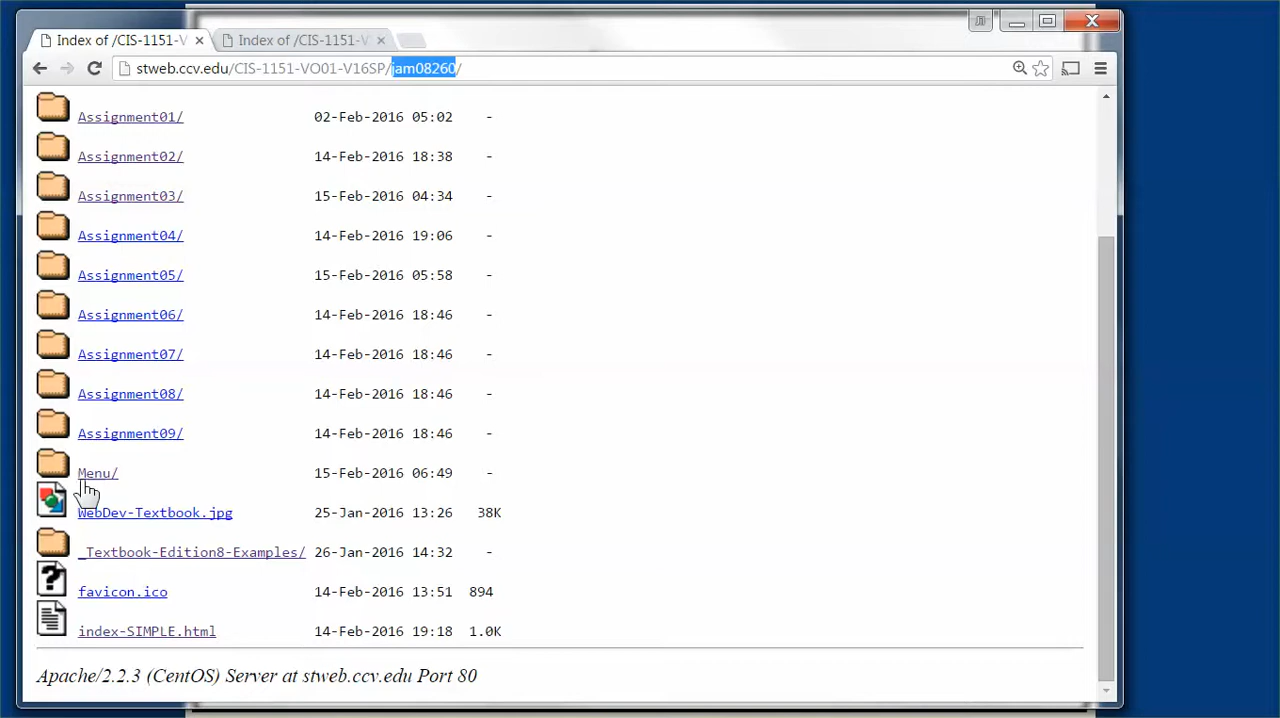 Index of /CIS-1151-V × Index of /CIS-1151-V ×
stweb.ccv.edu/CIS-1151-VO01-V16SP/jam08260/
Assignment01/ 02-Feb-2016 05:02 -
Assignment02/ 14-Feb-2016 18:38 -
Assignment03/ 15-Feb-2016 04:34 -
Assignment04/ 14-Feb-2016 19:06 -
Assignment05/ 15-Feb-2016 05:58 -
Assignment06/ 14-Feb-2016 18:46 -
Assignment07/ 14-Feb-2016 18:46 -
Assignment08/ 14-Feb-2016 18:46 -
Assignment09/ 14-Feb-2016 18:46 -
Menu/ 15-Feb-2016 06:49 -
WebDev-Textbook.jpg 25-Jan-2016 13:26 38K
_Textbook-Edition8-Examples/ 26-Jan-2016 14:32 -
favicon.ico 14-Feb-2016 13:51 894
index-SIMPLE.html 14-Feb-2016 19:18 1.0K
Apache/2.2.3 (CentOS) Server at stweb.ccv.edu Port 80